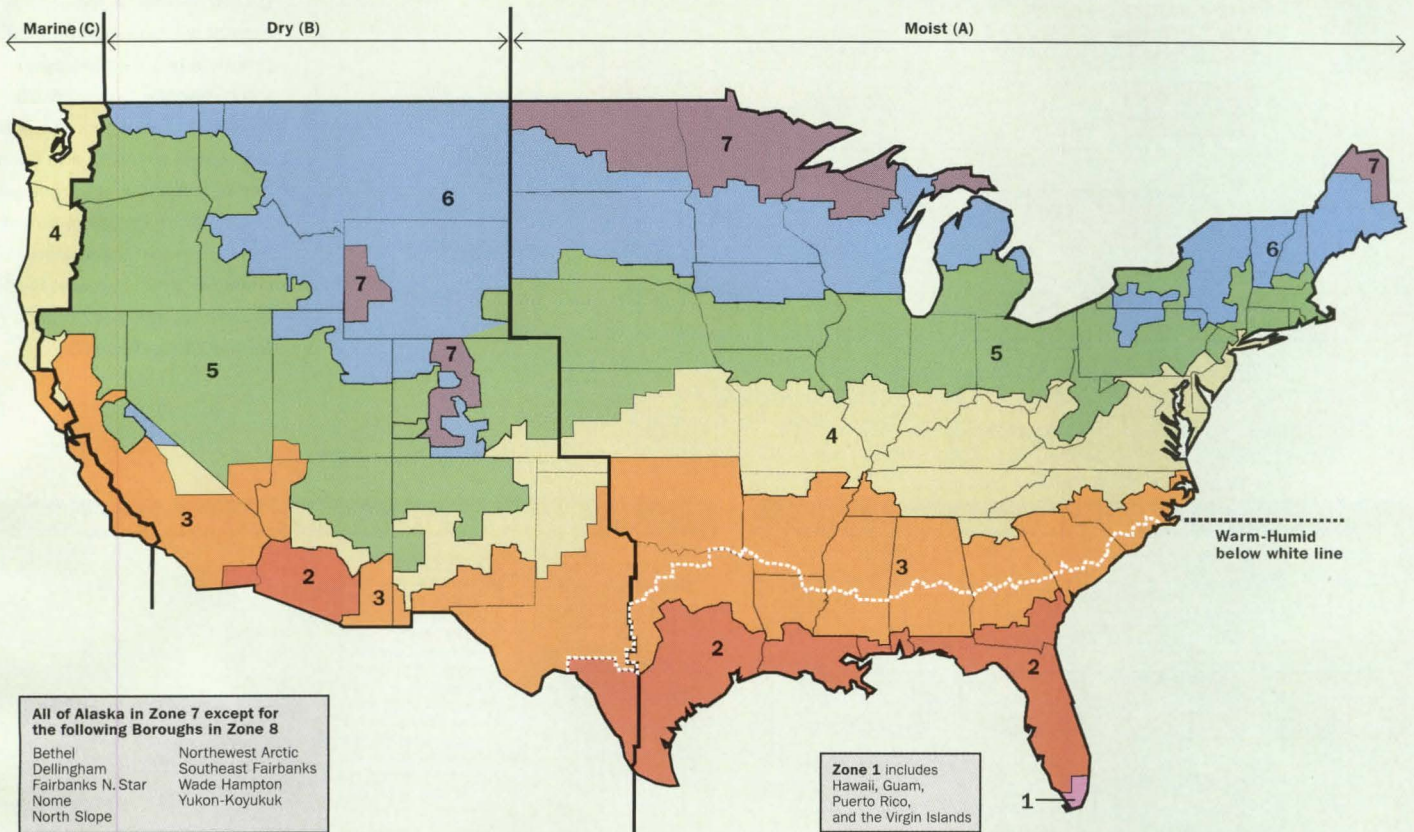 Marine (C)
Dry (B)
Moist (A)
7
7
6
6
4
7
7
5
5
4
3
Warm-Humid
below white line
3
2
3
2
2
All of Alaska in Zone 7 except for
the following Boroughs in Zone 8
Bethel
Dellingham
Fairbanks N. Star
Nome
North Slope
Northewest Arctic
Southeast Fairbanks
Wade Hampton
Yukon-Koyukuk
Zone 1 includes
Hawaii, Guam,
Puerto Rico,
and the Virgin Islands
1